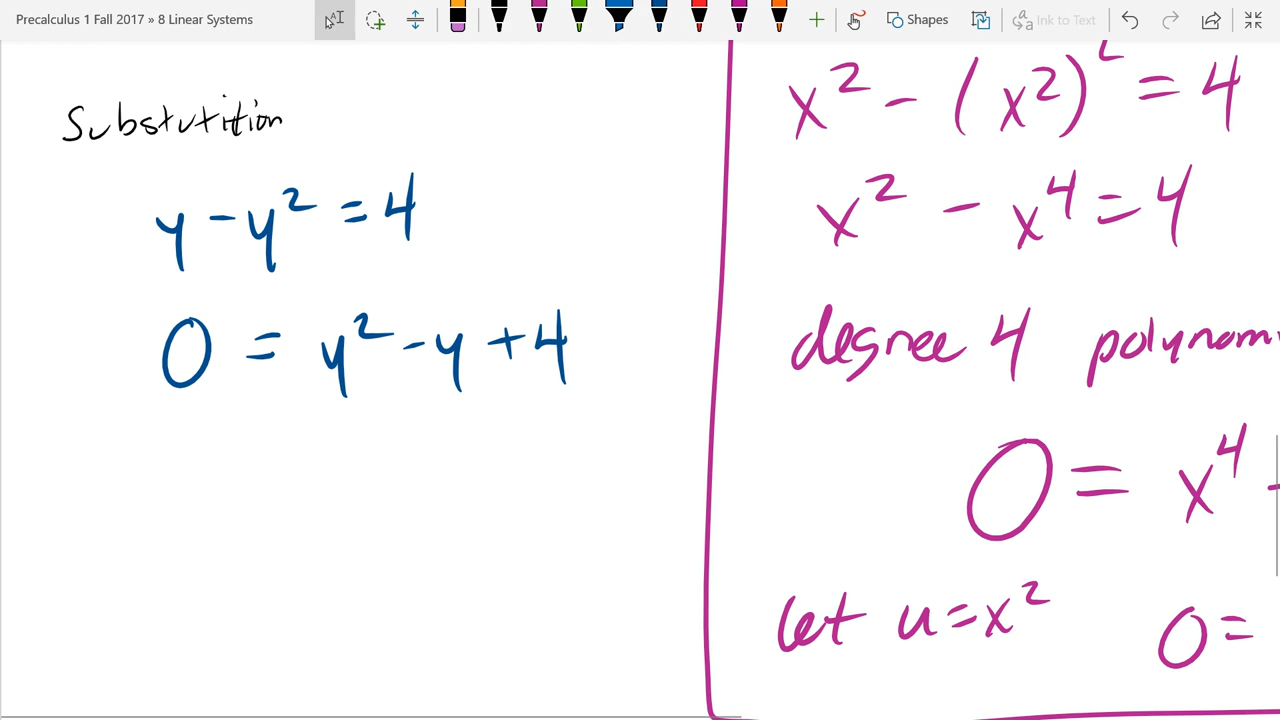 Precalculus 1 Fall 2017 » 8 Linear Systems
Shapes
Ink to Text
Substutition
y - y² = 4
0 = y² - y + 4
x² - (x²)² = 4
x² - x⁴ = 4
degree 4 polynom
0 = x⁴ -
let u = x² 0 =